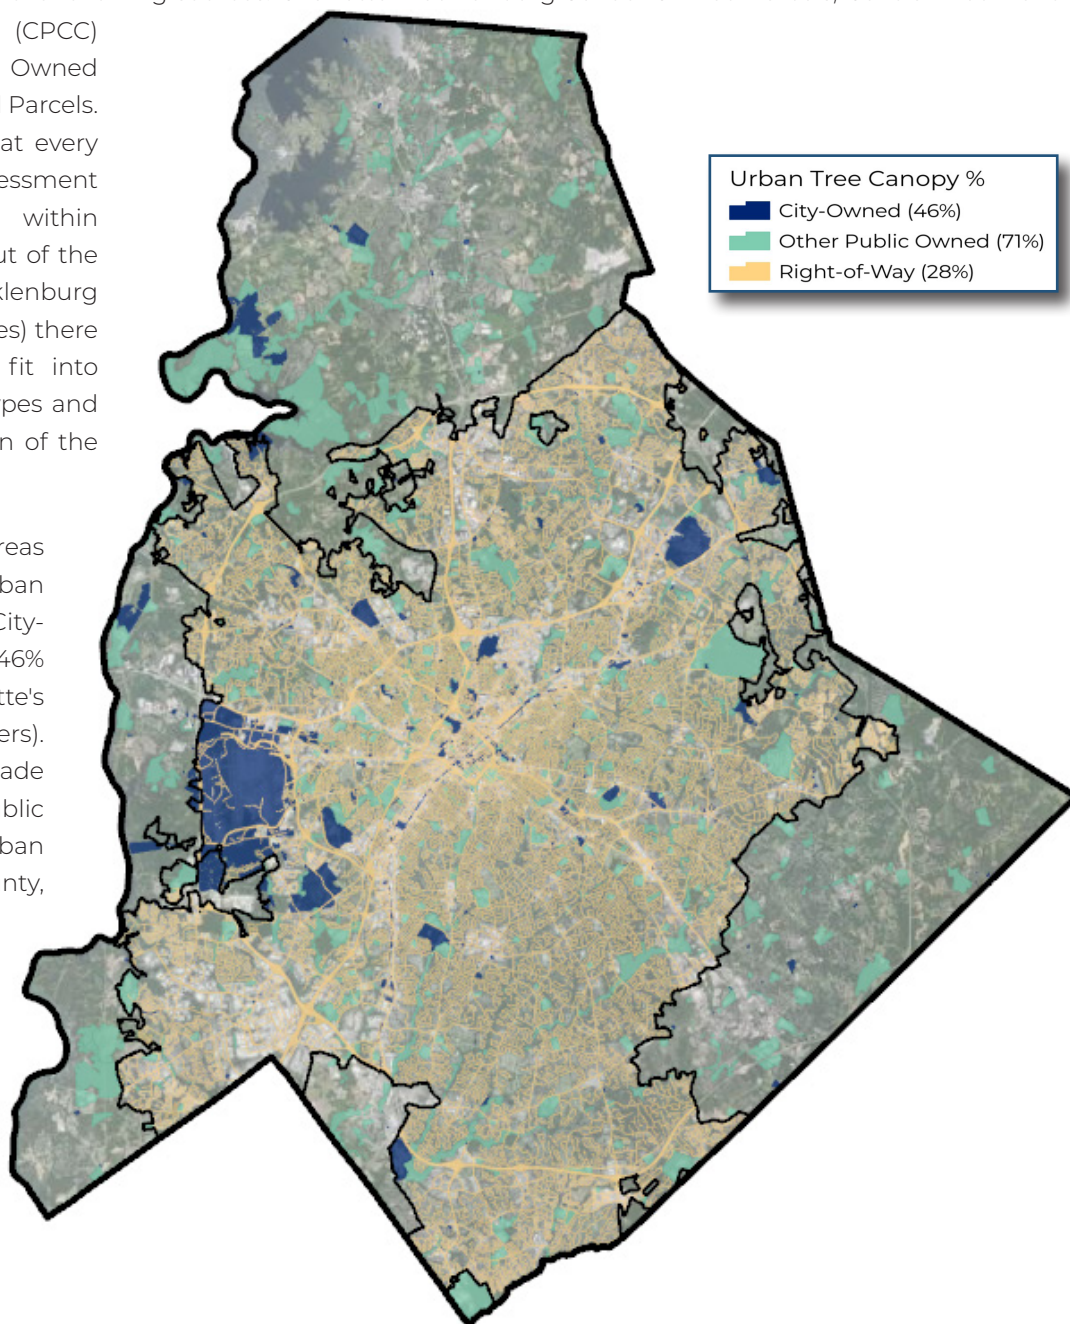 (CPCC)
Owned
Parcels.
at every
essment
within
ut of the
klenburg
es) there
fit into
ypes and
n of the
reas
ban
City-
46%
tte's
ers).
ade
blic
ban
nty,
Urban Tree Canopy %
City-Owned (46%)
Other Public Owned (71%)
Right-of-Way (28%)